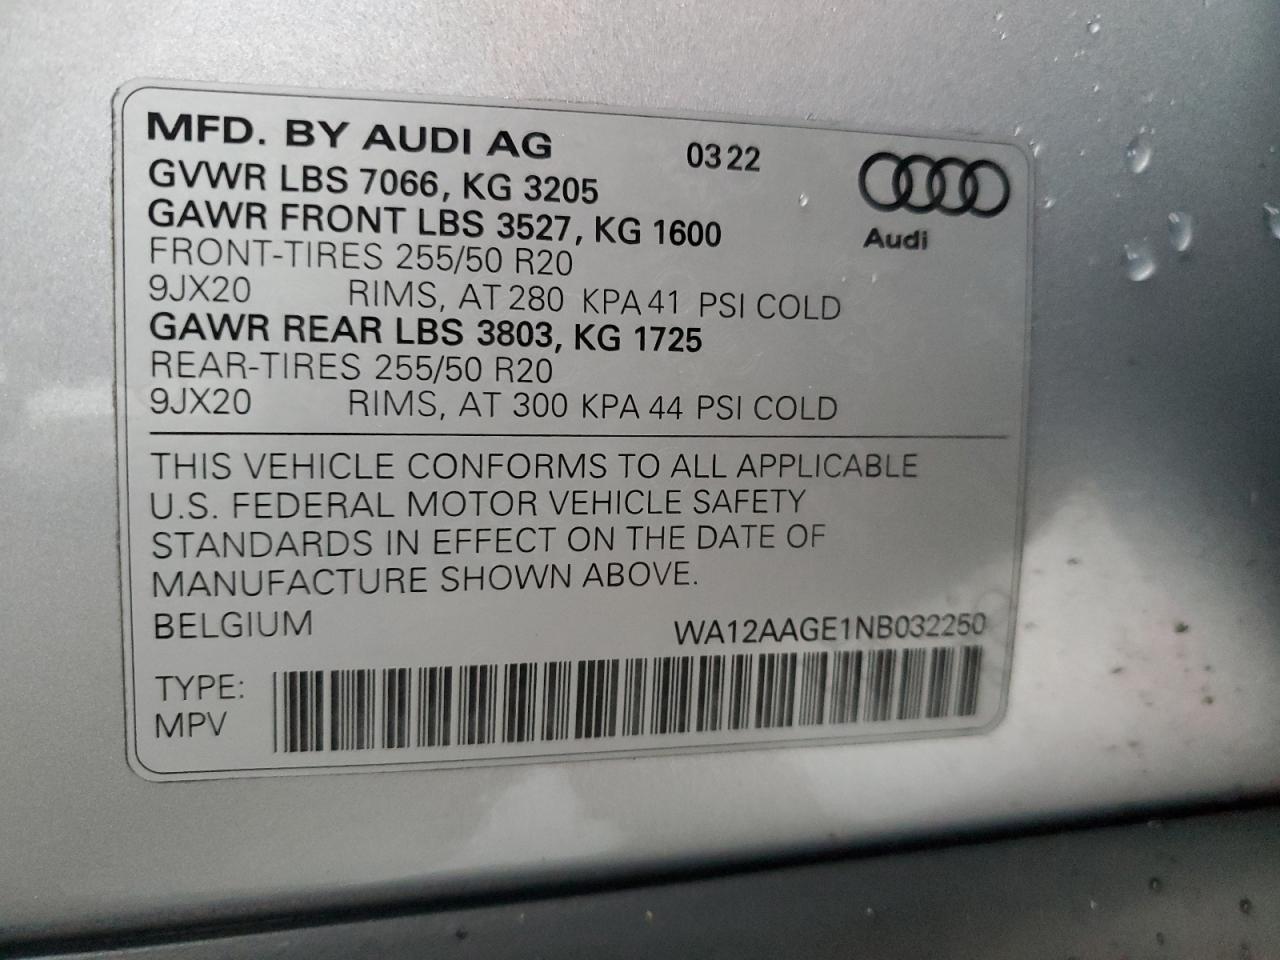 MFD. BY AUDI AG 0322
GVWR LBS 7066, KG 3205
GAWR FRONT LBS 3527, KG 1600
Audi
FRONT-TIRES 255/50 R20
9JX20 RIMS, AT 280 KPA 41 PSI COLD
GAWR REAR LBS 3803, KG 1725
REAR-TIRES 255/50 R20
9JX20 RIMS, AT 300 KPA 44 PSI COLD
THIS VEHICLE CONFORMS TO ALL APPLICABLE
U.S. FEDERAL MOTOR VEHICLE SAFETY
STANDARDS IN EFFECT ON THE DATE OF
MANUFACTURE SHOWN ABOVE.
BELGIUM WA12AAGE1NB032250
TYPE:
MPV